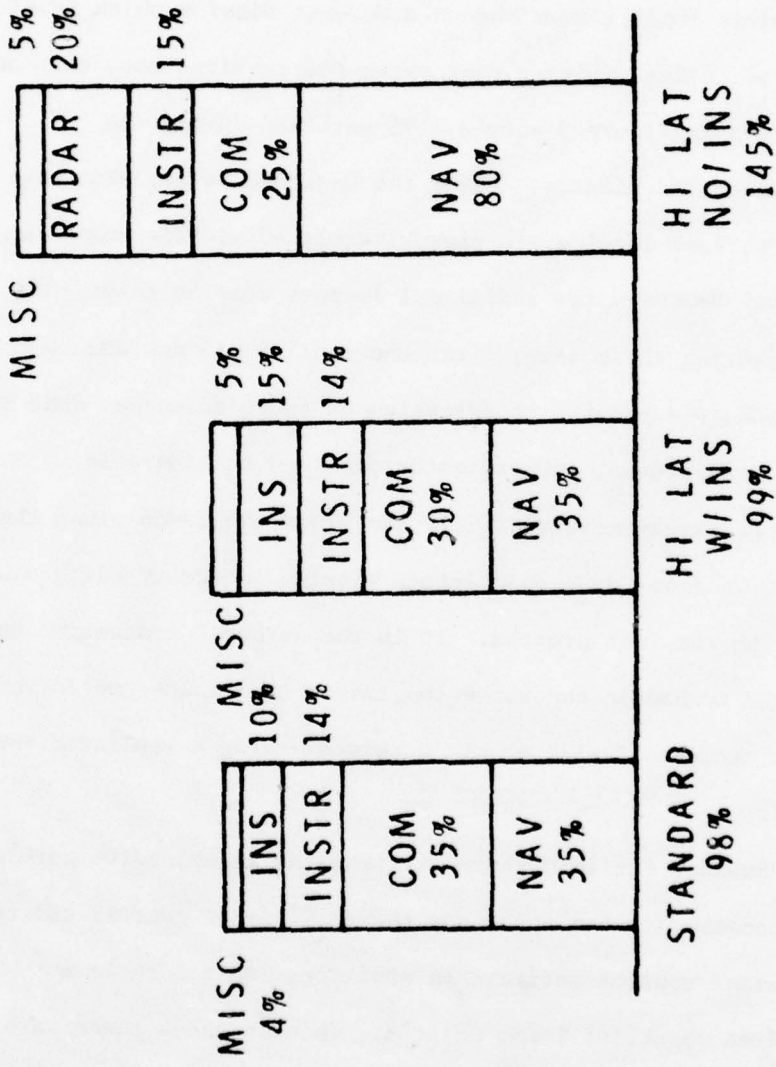 MISC
4%
INS 10%
INSTR 14%
COM
35%
NAV
35%
STANDARD
98%
MISC 5%
INS 15%
INSTR 14%
COM
30%
NAV
35%
HI LAT
W/INS
99%
MISC 5%
RADAR 20%
INSTR 15%
COM
25%
NAV
80%
HI LAT
NO/INS
145%